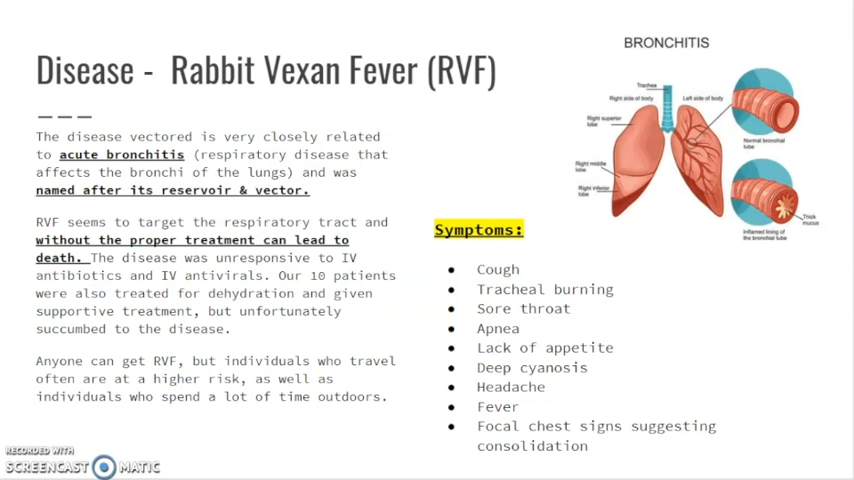 Disease - Rabbit Vexan Fever (RVF)
The disease vectored is very closely related
to acute bronchitis (respiratory disease that
affects the bronchi of the lungs) and was
named after its reservoir & vector.
RVF seems to target the respiratory tract and
without the proper treatment can lead to
death. The disease was unresponsive to IV
antibiotics and IV antivirals. Our 10 patients
were also treated for dehydration and given
supportive treatment, but unfortunately
succumbed to the disease.
Anyone can get RVF, but individuals who travel
often are at a higher risk, as well as
individuals who spend a lot of time outdoors.
BRONCHITIS
Trachea
Right side of body
Left side of body
Right superior
lobe
Right middle
lobe
Right inferior
lobe
Normal bronchial
tube
Thick
mucus
Inflamed lining of
the bronchial tube
Symptoms:
● Cough
● Tracheal burning
● Sore throat
● Apnea
● Lack of appetite
● Deep cyanosis
● Headache
● Fever
● Focal chest signs suggesting
consolidation
RECORDED WITH
SCREENCAST MATIC